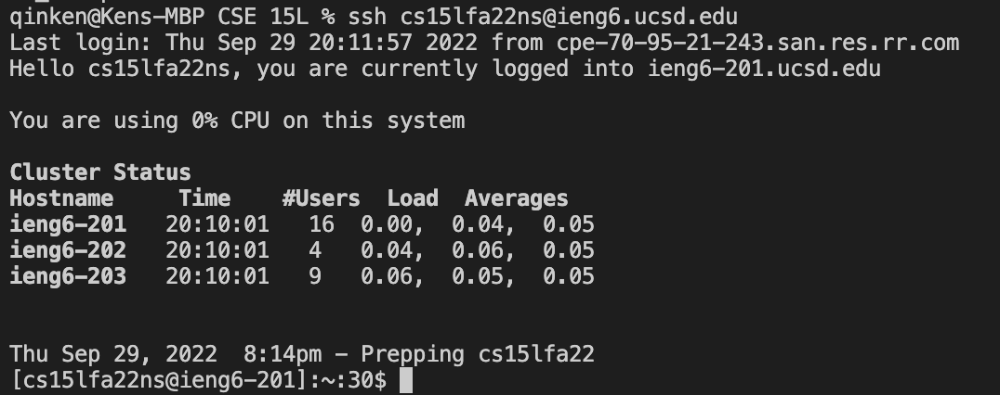 qinken@Kens-MBP CSE 15L % ssh cs15lfa22ns@ieng6.ucsd.edu
Last login: Thu Sep 29 20:11:57 2022 from cpe-70-95-21-243.san.res.rr.com
Hello cs15lfa22ns, you are currently logged into ieng6-201.ucsd.edu
You are using 0% CPU on this system
Cluster Status
Hostname     Time    #Users  Load  Averages
ieng6-201   20:10:01   16  0.00,  0.04,  0.05
ieng6-202   20:10:01   4   0.04,  0.06,  0.05
ieng6-203   20:10:01   9   0.06,  0.05,  0.05
Thu Sep 29, 2022  8:14pm - Prepping cs15lfa22
[cs15lfa22ns@ieng6-201]:~:30$